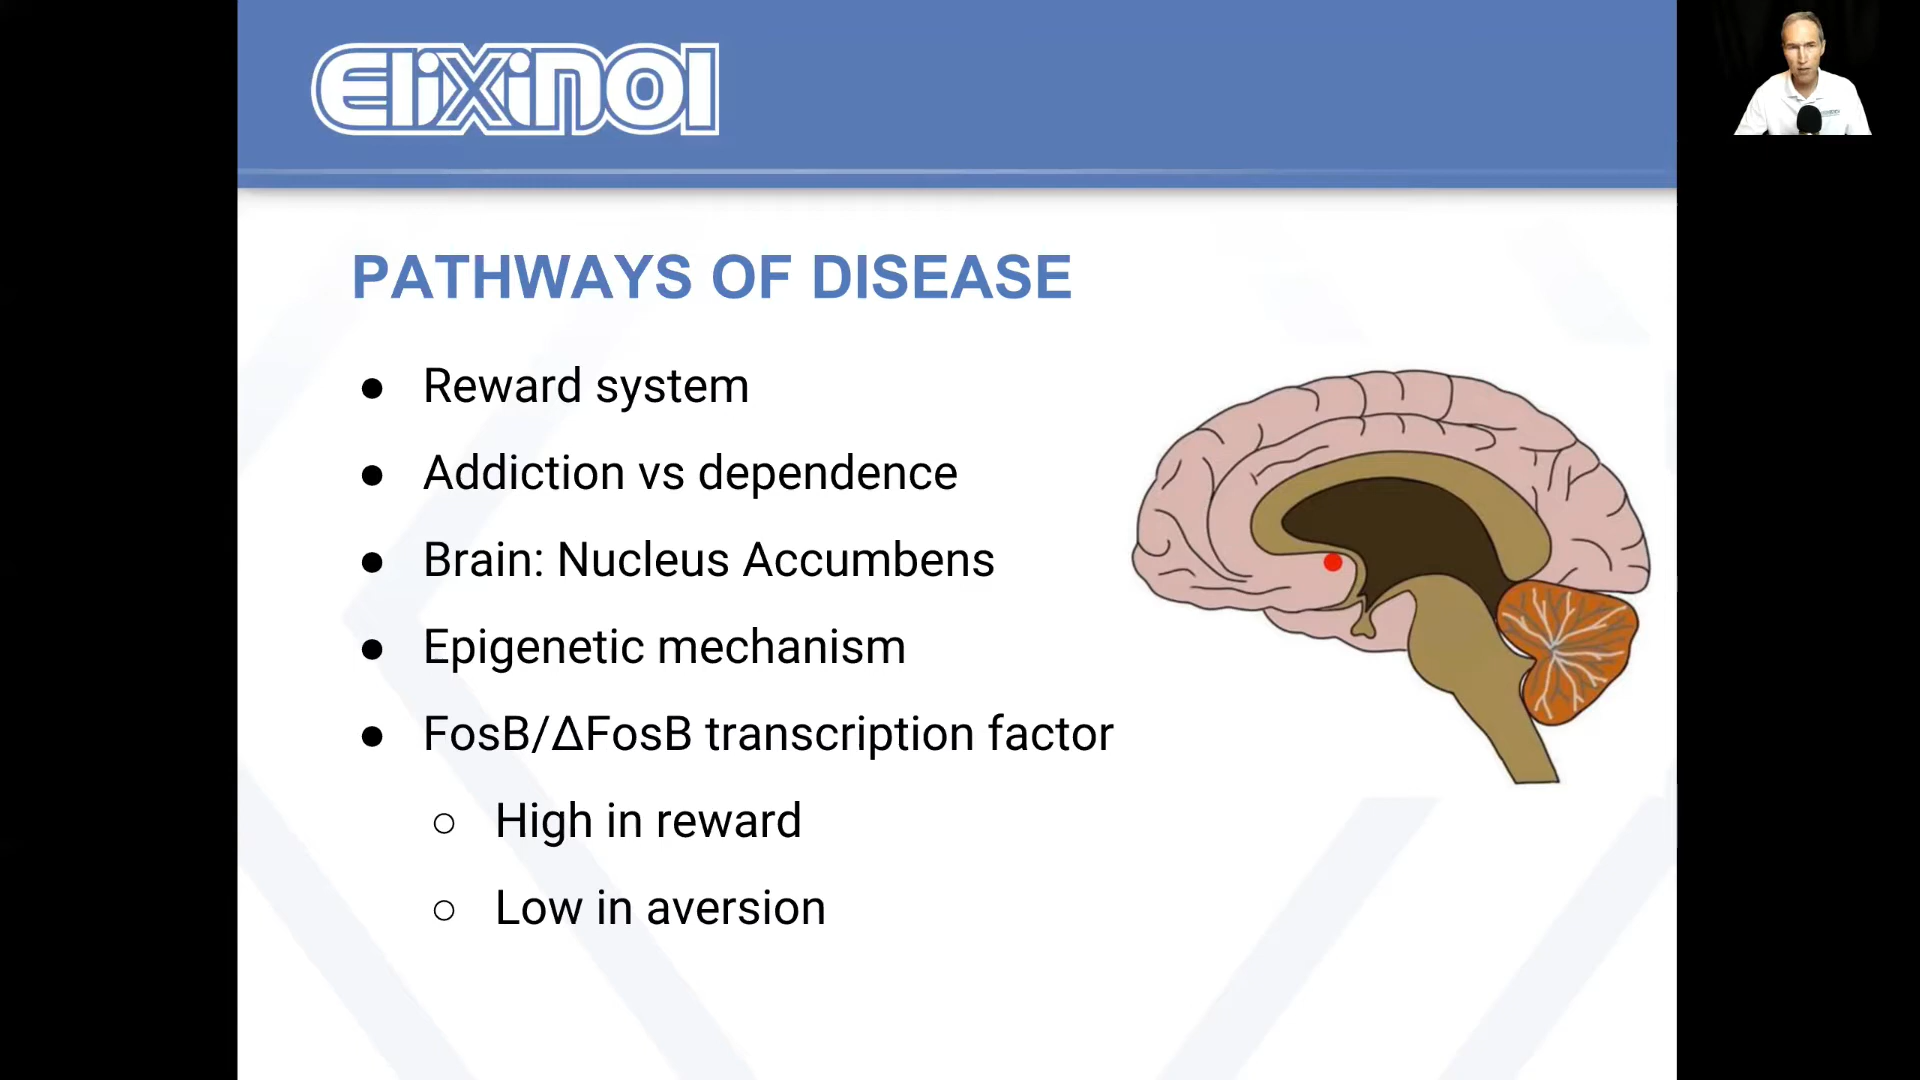 Elixinol
PATHWAYS OF DISEASE
● Reward system
● Addiction vs dependence
● Brain: Nucleus Accumbens
● Epigenetic mechanism
● FosB/ΔFosB transcription factor
○ High in reward
○ Low in aversion